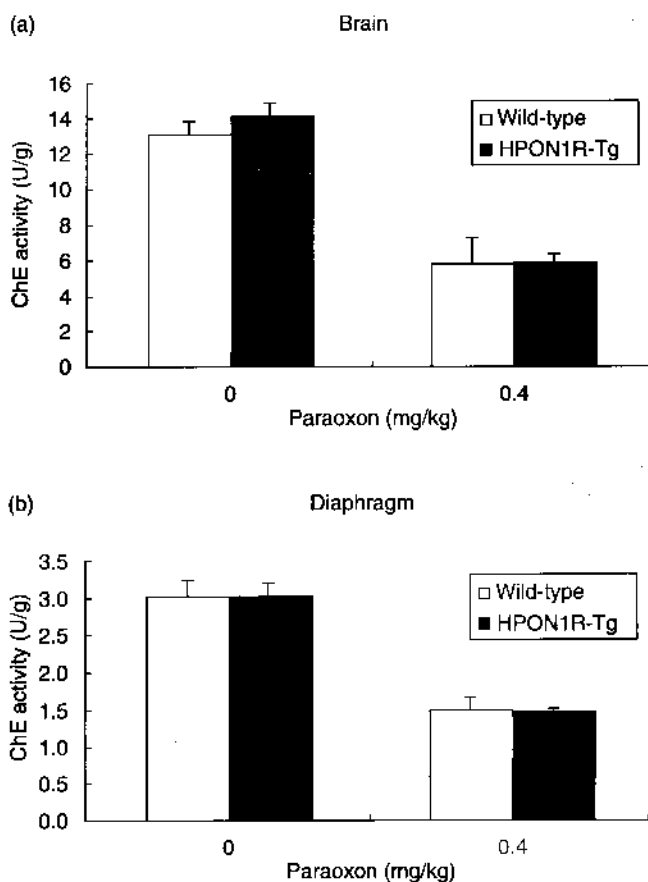 (a)
Brain
16
14
12
10
8
6
4
2
0
ChE activity (U/g)
Wild-type
HPON1R-Tg
0
0.4
Paraoxon (mg/kg)
(b)
Diaphragm
3.5
3.0
2.5
2.0
1.5
1.0
0.5
0.0
ChE activity (U/g)
Wild-type
HPON1R-Tg
0
0.4
Paraoxon (mg/kg)